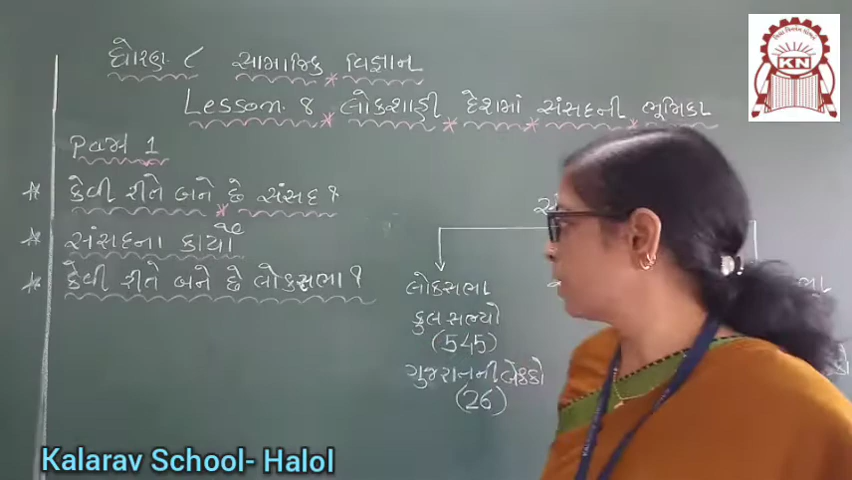 ધોરણ ૮ સામાજિક વિજ્ઞાન
Lesson 8 લોકશાહી દેશમાં સંસદની ભૂમિકા
Part 1
* કેવી રીતે બને છે સંસદ ?
* સંસદના કાર્યો
* કેવી રીતે બને છે લોકસભા ?
લોકસભા
કુલ સભ્યો
(545)
ગુજરાતની બેઠકો
(26)
KN
Kalarav School- Halol